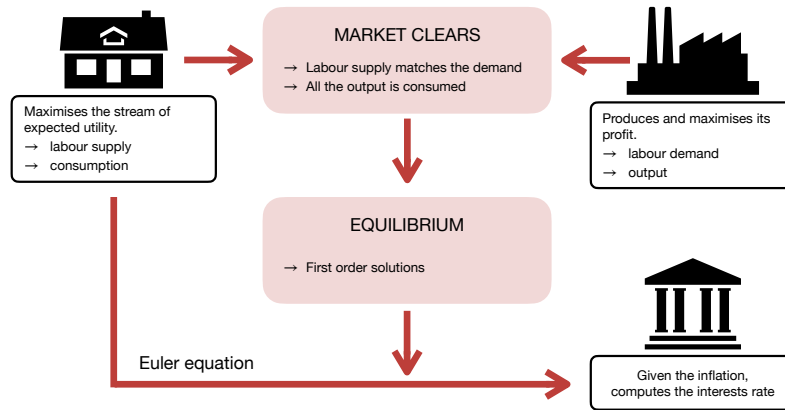 MARKET CLEARS
→ Labour supply matches the demand
→ All the output is consumed
Maximises the stream of
expected utility.
→ labour supply
→ consumption
Produces and maximises its
profit.
→ labour demand
→ output
EQUILIBRIUM
→ First order solutions
Euler equation
Given the inflation,
computes the interests rate